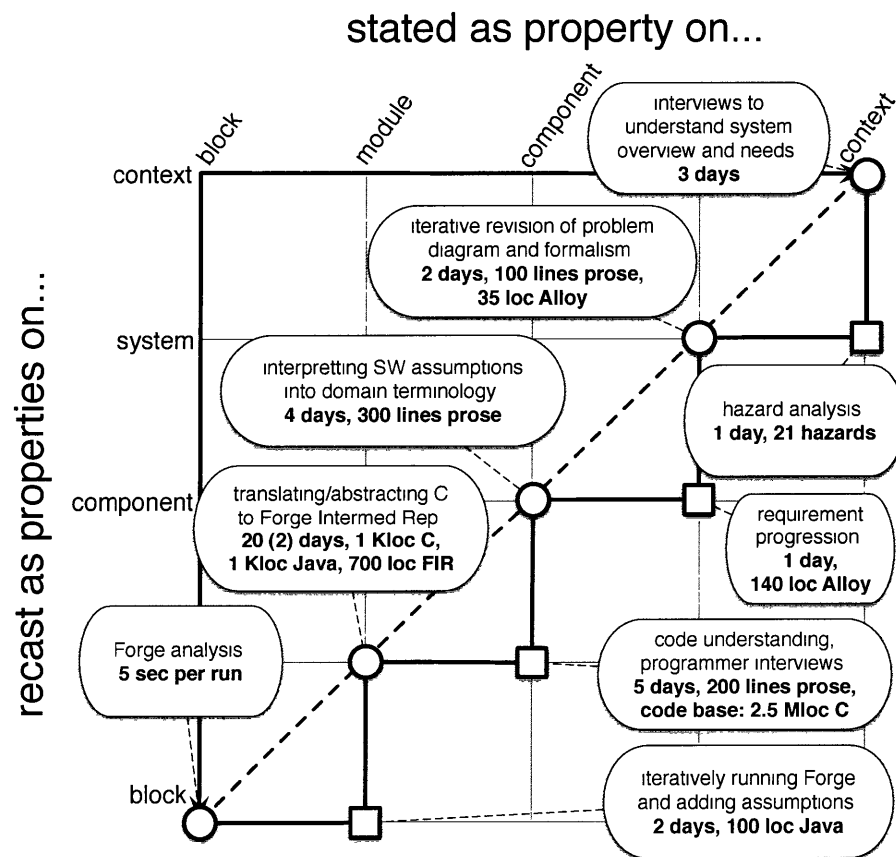 stated as property on...
block
module
component
context
recast as properties on...
context
system
component
block
interviews to
understand system
overview and needs
3 days
iterative revision of problem
diagram and formalism
2 days, 100 lines prose,
35 loc Alloy
interpretting SW assumptions
into domain terminology
4 days, 300 lines prose
hazard analysis
1 day, 21 hazards
translating/abstracting C
to Forge Intermed Rep
20 (2) days, 1 Kloc C,
1 Kloc Java, 700 loc FIR
requirement
progression
1 day,
140 loc Alloy
Forge analysis
5 sec per run
code understanding,
programmer interviews
5 days, 200 lines prose,
code base: 2.5 Mloc C
iteratively running Forge
and adding assumptions
2 days, 100 loc Java